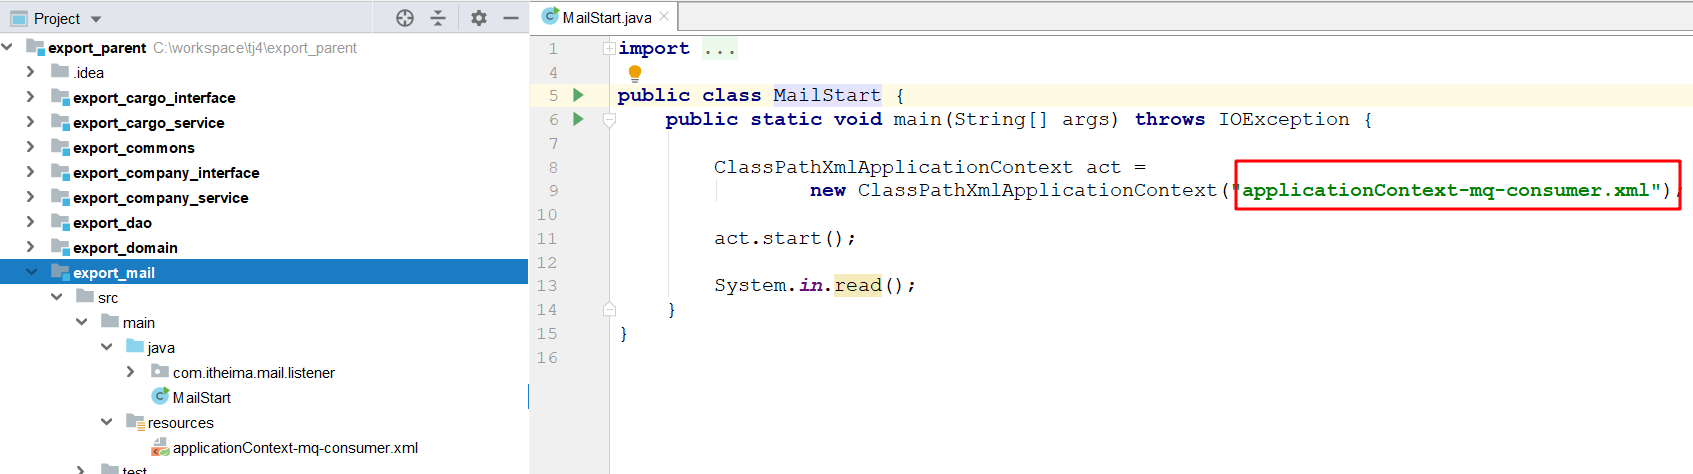 Project
export_parent C:\workspace\tj4\export_parent
.idea
export_cargo_interface
export_cargo_service
export_commons
export_company_interface
export_company_service
export_dao
export_domain
export_mail
src
main
java
com.itheima.mail.listener
MailStart
resources
applicationContext-mq-consumer.xml
test
MailStart.java
1 import ...
4
5 public class MailStart {
6 public static void main(String[] args) throws IOException {
7
8 ClassPathXmlApplicationContext act =
9 new ClassPathXmlApplicationContext("applicationContext-mq-consumer.xml");
10
11 act.start();
12
13 System.in.read();
14 }
15 }
16